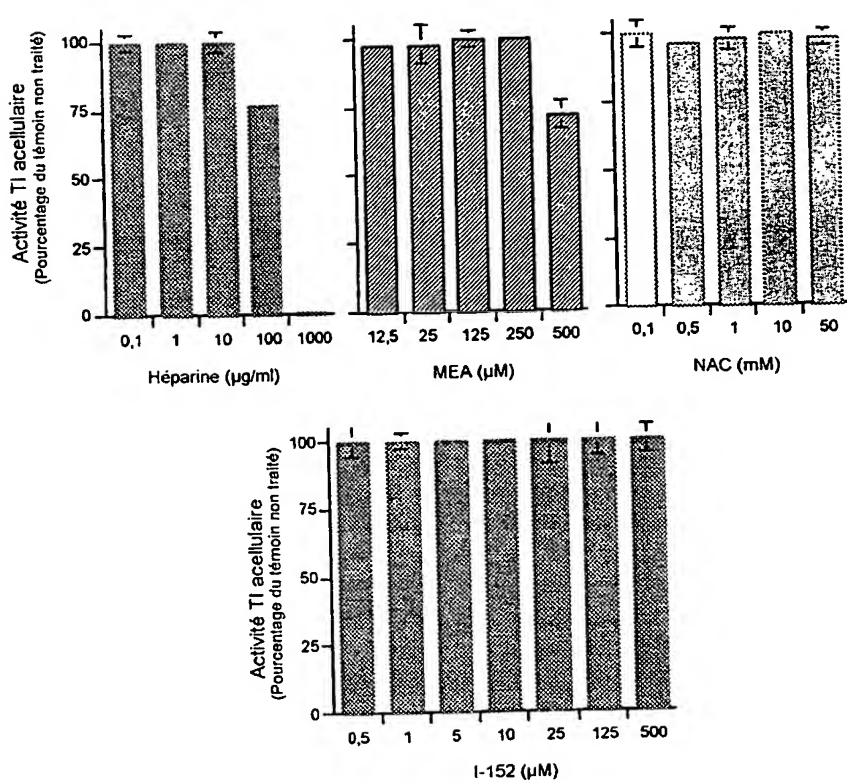 Activité TI acellulaire
(Pourcentage du témoin non traité)
100
75
50
25
0
0,1 1 10 100 1000
Héparine (µg/ml)
12,5 25 125 250 500
MEA (µM)
0,1 0,5 1 10 50
NAC (mM)
Activité TI acellulaire
(Pourcentage du témoin non traité)
100
75
50
25
0
0,5 1 5 10 25 125 500
I-152 (µM)